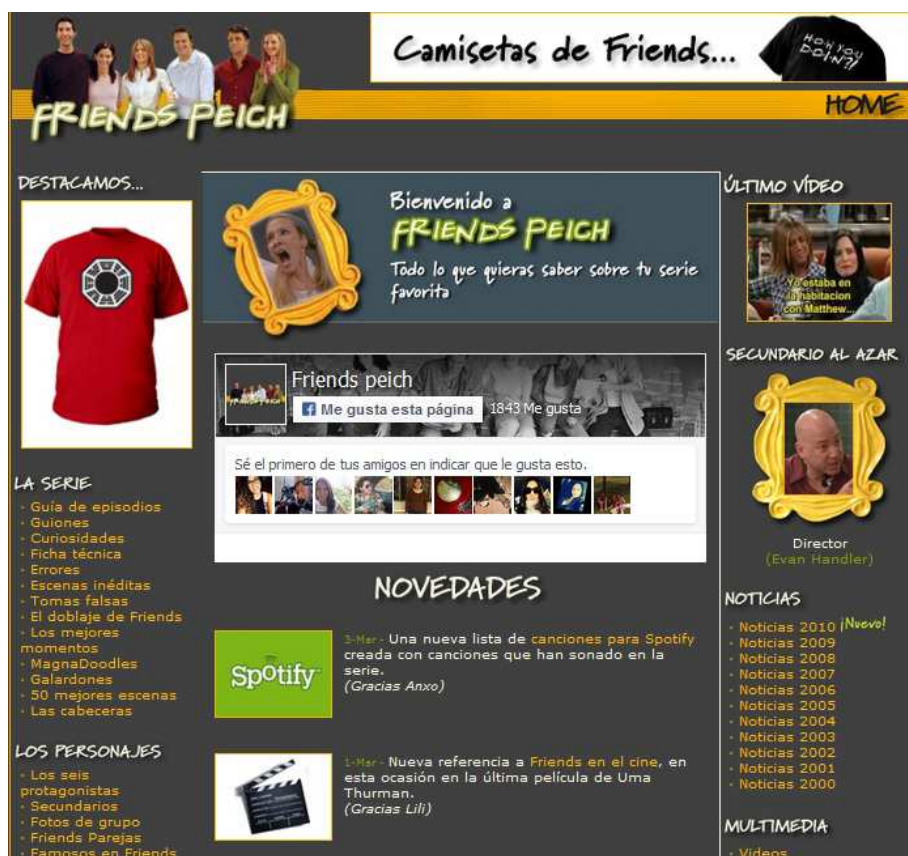 Camisetas de Friends...
HOW YOU
DOIN?!
FRIENDS PEICH
HOME
DESTACAMOS...
LA SERIE
- Guía de episodios
- Guiones
- Curiosidades
- Ficha técnica
- Errores
- Escenas inéditas
- Tomas falsas
- El doblaje de Friends
- Los mejores
momentos
- MagnaDoodles
- Galardones
- 50 mejores escenas
- Las cabeceras
LOS PERSONAJES
- Los seis
protagonistas
- Secundarios
- Fotos de grupo
- Friends Parejas
- Famosos en Friends
Bienvenido a
FRIENDS PEICH
Todo lo que quieras saber sobre tu serie
favorita
Friends peich
Me gusta esta página 1843 Me gusta
Sé el primero de tus amigos en indicar que le gusta esto.
NOVEDADES
Spotify
3-Mar - Una nueva lista de canciones para Spotify
creada con canciones que han sonado en la
serie.
(Gracias Anxo)
1-Mar - Nueva referencia a Friends en el cine, en
esta ocasión en la última película de Uma
Thurman.
(Gracias Lili)
ÚLTIMO VÍDEO
Yo estaba en
la habitacion
con Matthew...
SECUNDARIO AL AZAR
Director
(Evan Handler)
NOTICIAS
- Noticias 2010 ¡Nuevo!
- Noticias 2009
- Noticias 2008
- Noticias 2007
- Noticias 2006
- Noticias 2005
- Noticias 2004
- Noticias 2003
- Noticias 2002
- Noticias 2001
- Noticias 2000
MULTIMEDIA
- Videos